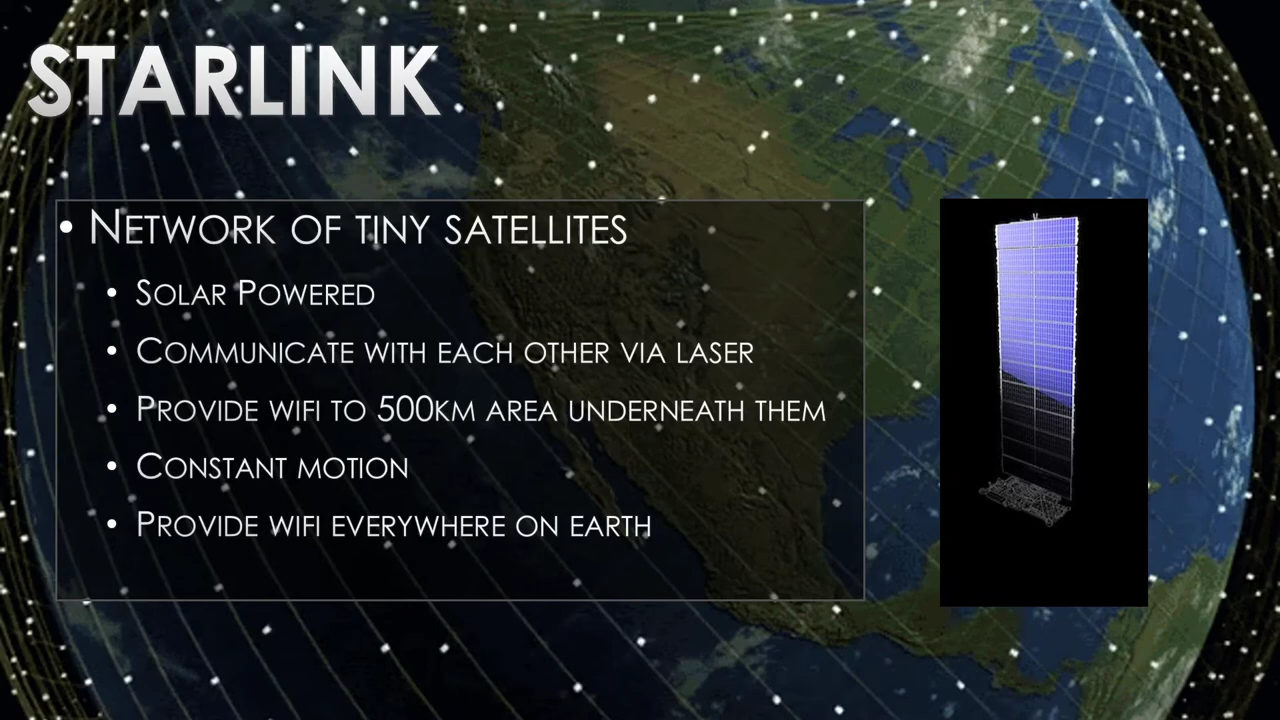 STARLINK
• NETWORK OF TINY SATELLITES
• SOLAR POWERED
• COMMUNICATE WITH EACH OTHER VIA LASER
• PROVIDE WIFI TO 500KM AREA UNDERNEATH THEM
• CONSTANT MOTION
• PROVIDE WIFI EVERYWHERE ON EARTH